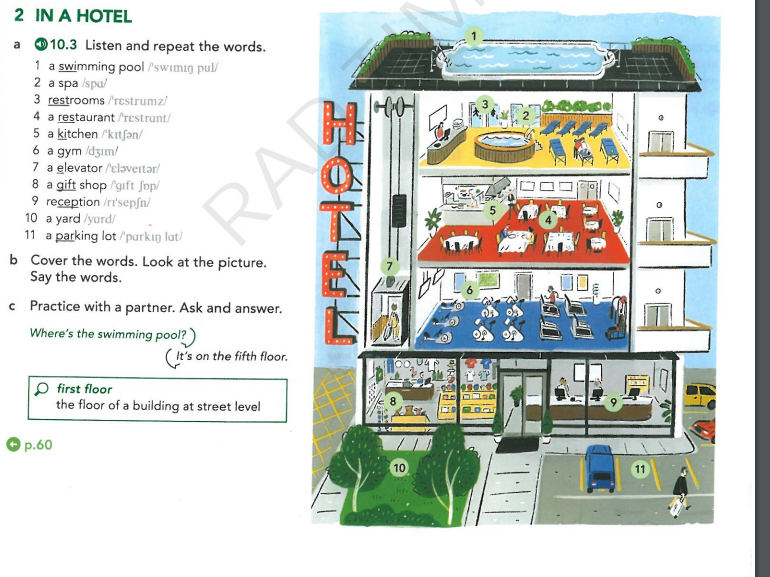 2 IN A HOTEL
a 10.3 Listen and repeat the words.
1 a swimming pool /ˈswɪmɪŋ pul/
2 a spa /spɑ/
3 restrooms /ˈrɛstrumz/
4 a restaurant /ˈrɛstrɑnt/
5 a kitchen /ˈkɪtʃən/
6 a gym /dʒɪm/
7 a elevator /ˈɛləveɪtər/
8 a gift shop /ˈgɪft ʃɑp/
9 reception /rɪˈsɛpʃn/
10 a yard /yɑrd/
11 a parking lot /ˈpɑrkɪŋ lɑt/
b Cover the words. Look at the picture.
Say the words.
c Practice with a partner. Ask and answer.
Where's the swimming pool?
It's on the fifth floor.
first floor
the floor of a building at street level
p.60
HOTEL
1
3
2
5
4
7
6
8
9
10
11